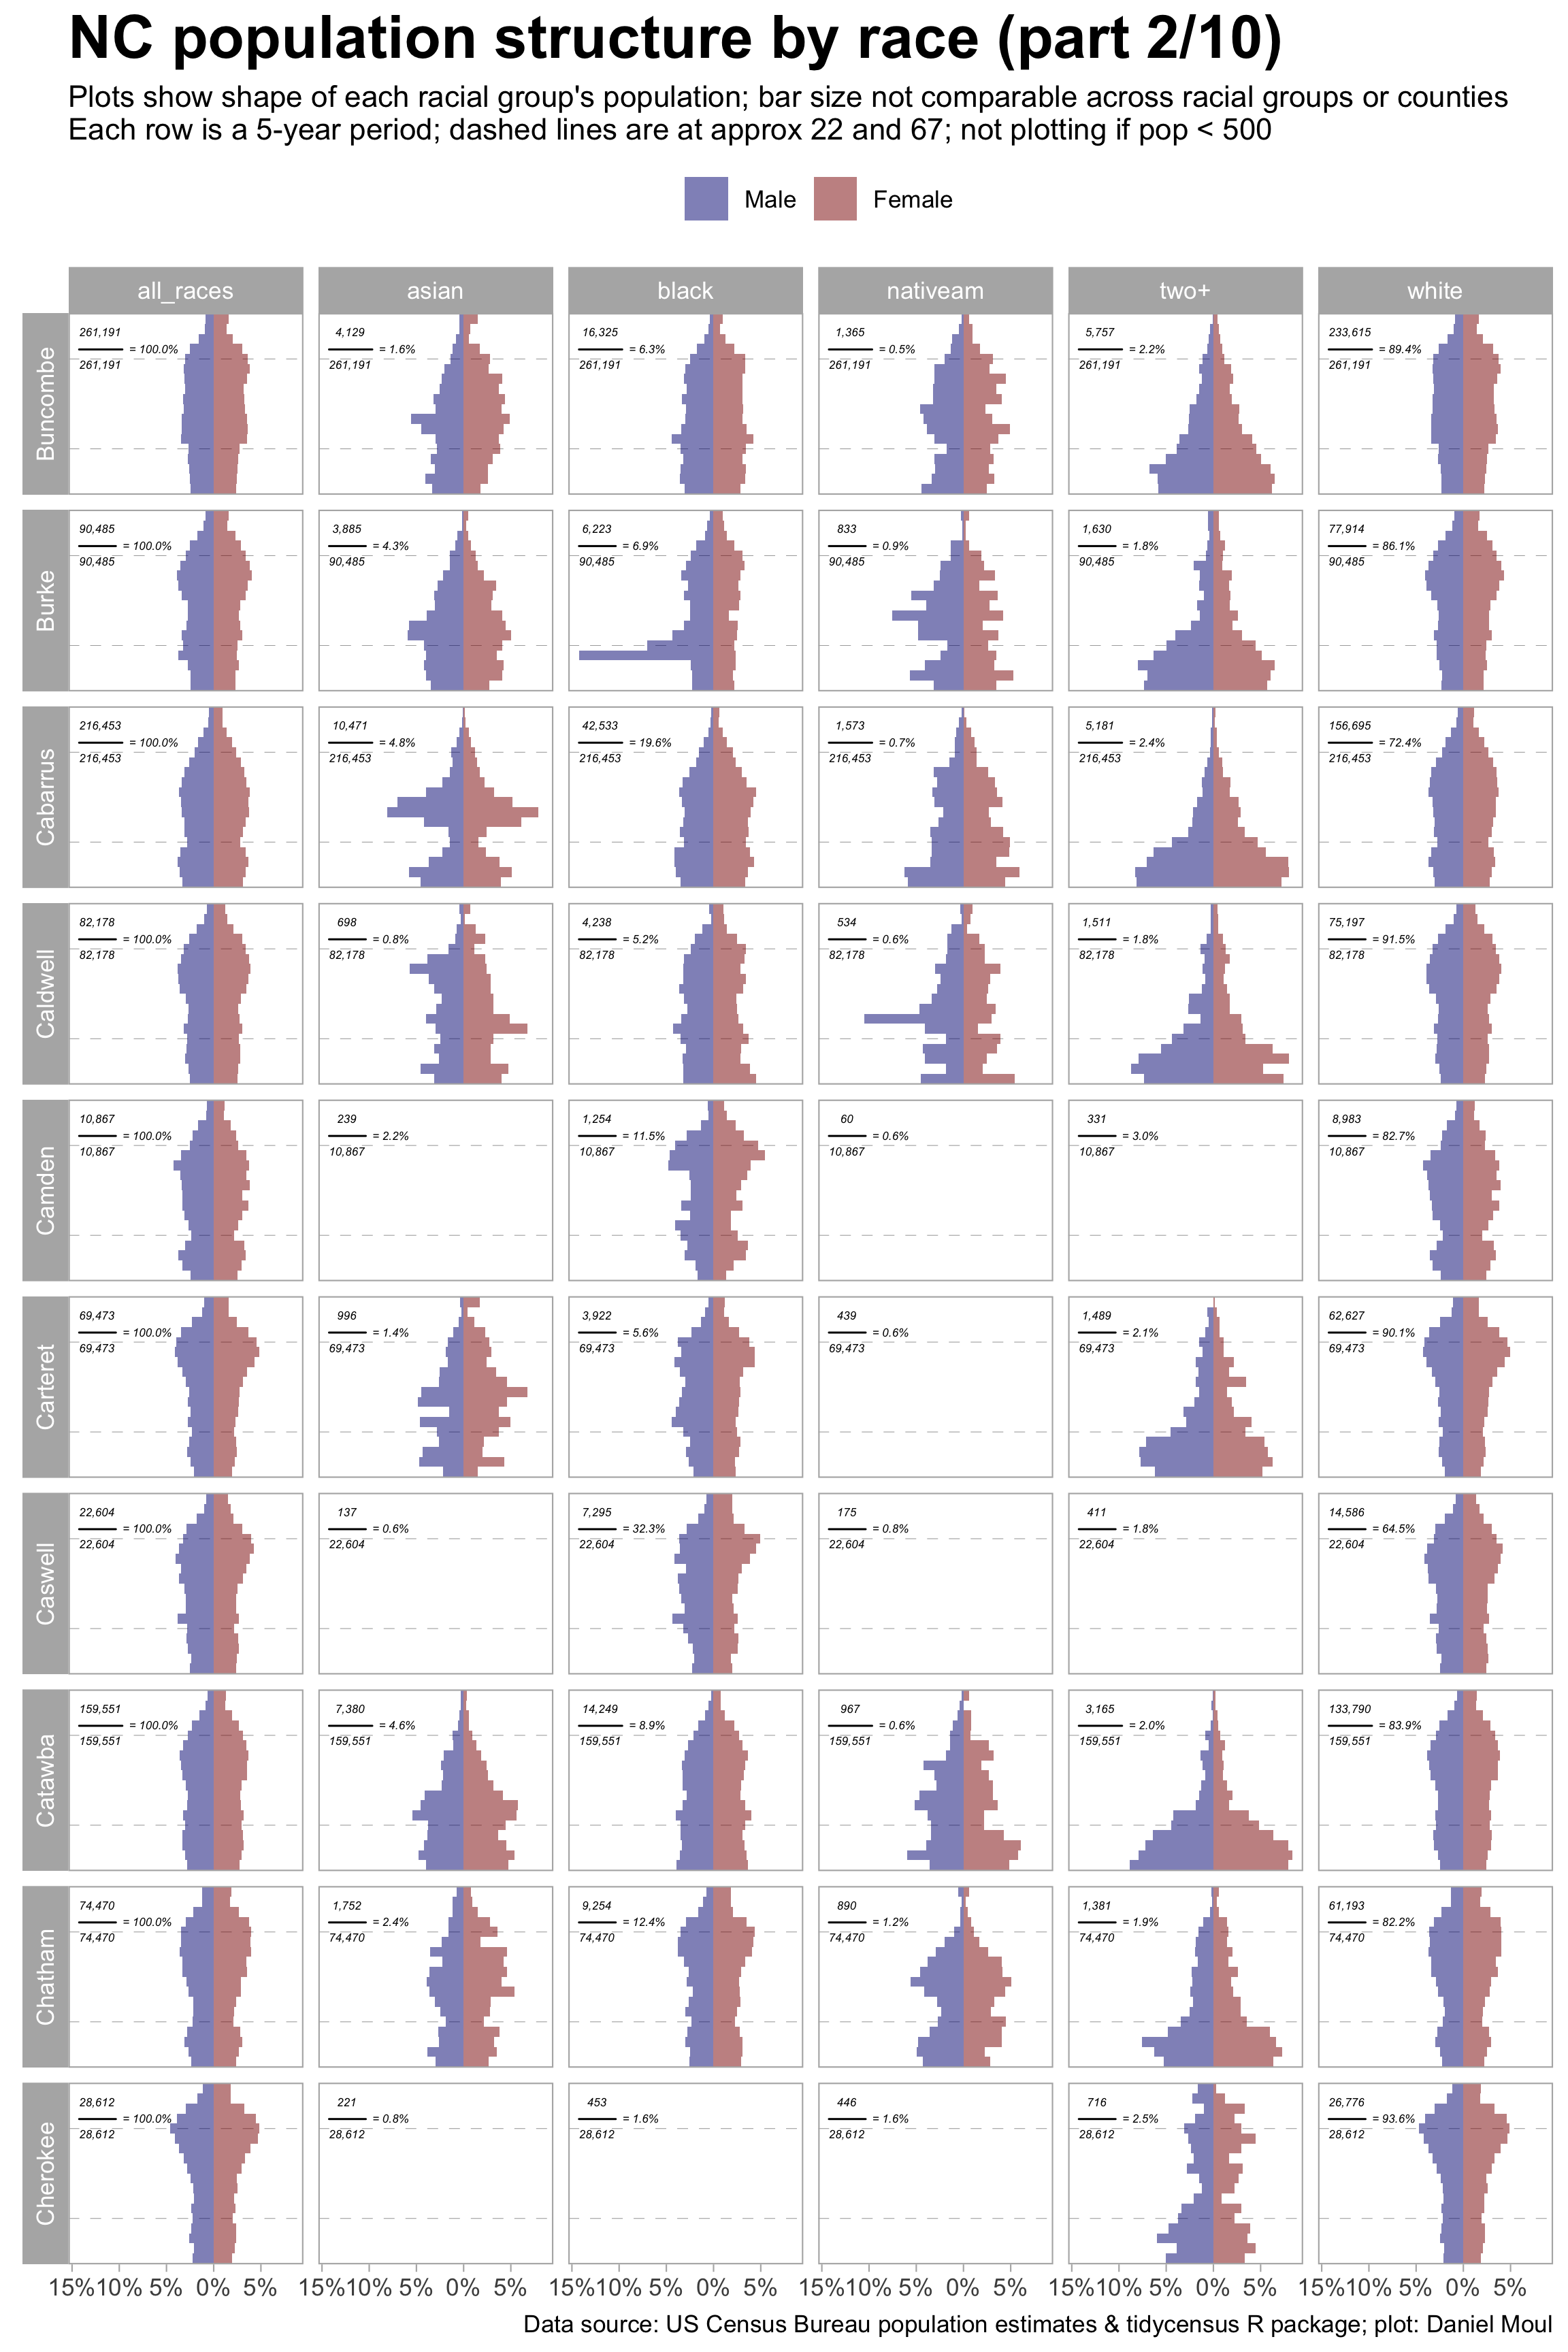 NC population structure by race (part 2/10)
Plots show shape of each racial group's population; bar size not comparable across racial groups or counties
Each row is a 5-year period; dashed lines are at approx 22 and 67; not plotting if pop < 500
Male Female
all_races asian black nativeam two+ white
Buncombe
261,191 4,129 16,325 1,365 5,757 233,615
= 100.0% = 1.6% = 6.3% = 0.5% = 2.2% = 89.4%
261,191 261,191 261,191 261,191 261,191 261,191
Burke
90,485 3,885 6,223 833 1,630 77,914
= 100.0% = 4.3% = 6.9% = 0.9% = 1.8% = 86.1%
90,485 90,485 90,485 90,485 90,485 90,485
Cabarrus
216,453 10,471 42,533 1,573 5,181 156,695
= 100.0% = 4.8% = 19.6% = 0.7% = 2.4% = 72.4%
216,453 216,453 216,453 216,453 216,453 216,453
Caldwell
82,178 698 4,238 534 1,511 75,197
= 100.0% = 0.8% = 5.2% = 0.6% = 1.8% = 91.5%
82,178 82,178 82,178 82,178 82,178 82,178
Camden
10,867 239 1,254 60 331 8,983
= 100.0% = 2.2% = 11.5% = 0.6% = 3.0% = 82.7%
10,867 10,867 10,867 10,867 10,867 10,867
Carteret
69,473 996 3,922 439 1,489 62,627
= 100.0% = 1.4% = 5.6% = 0.6% = 2.1% = 90.1%
69,473 69,473 69,473 69,473 69,473 69,473
Caswell
22,604 137 7,295 175 411 14,586
= 100.0% = 0.6% = 32.3% = 0.8% = 1.8% = 64.5%
22,604 22,604 22,604 22,604 22,604 22,604
Catawba
159,551 7,380 14,249 967 3,165 133,790
= 100.0% = 4.6% = 8.9% = 0.6% = 2.0% = 83.9%
159,551 159,551 159,551 159,551 159,551 159,551
Chatham
74,470 1,752 9,254 890 1,381 61,193
= 100.0% = 2.4% = 12.4% = 1.2% = 1.9% = 82.2%
74,470 74,470 74,470 74,470 74,470 74,470
Cherokee
28,612 221 453 446 716 26,776
= 100.0% = 0.8% = 1.6% = 1.6% = 2.5% = 93.6%
28,612 28,612 28,612 28,612 28,612 28,612
15% 10% 5% 0% 5% 15% 10% 5% 0% 5% 15% 10% 5% 0% 5% 15% 10% 5% 0% 5% 15% 10% 5% 0% 5% 15% 10% 5% 0% 5%
Data source: US Census Bureau population estimates & tidycensus R package; plot: Daniel Moul